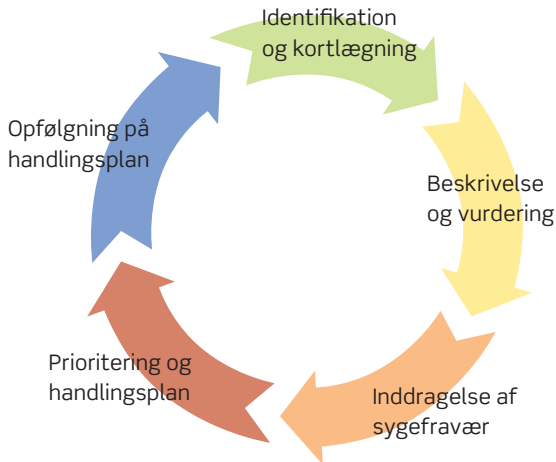 Identifikation
og kortlægning
Beskrivelse
og vurdering
Inddragelse af
sygefravær
Prioritering og
handlingsplan
Opfølgning på
handlingsplan